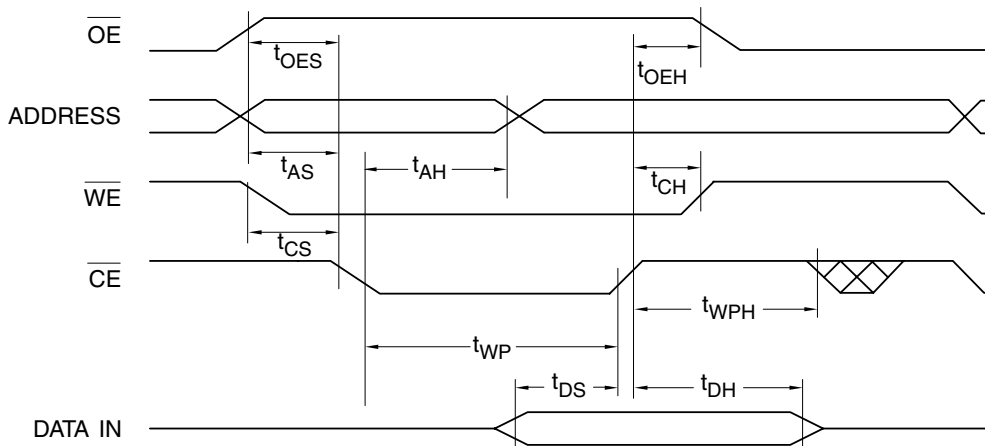 OE
tOES
tOEH
ADDRESS
tAS
tAH
tCH
WE
tCS
CE
tWPH
tWP
tDS
tDH
DATA IN